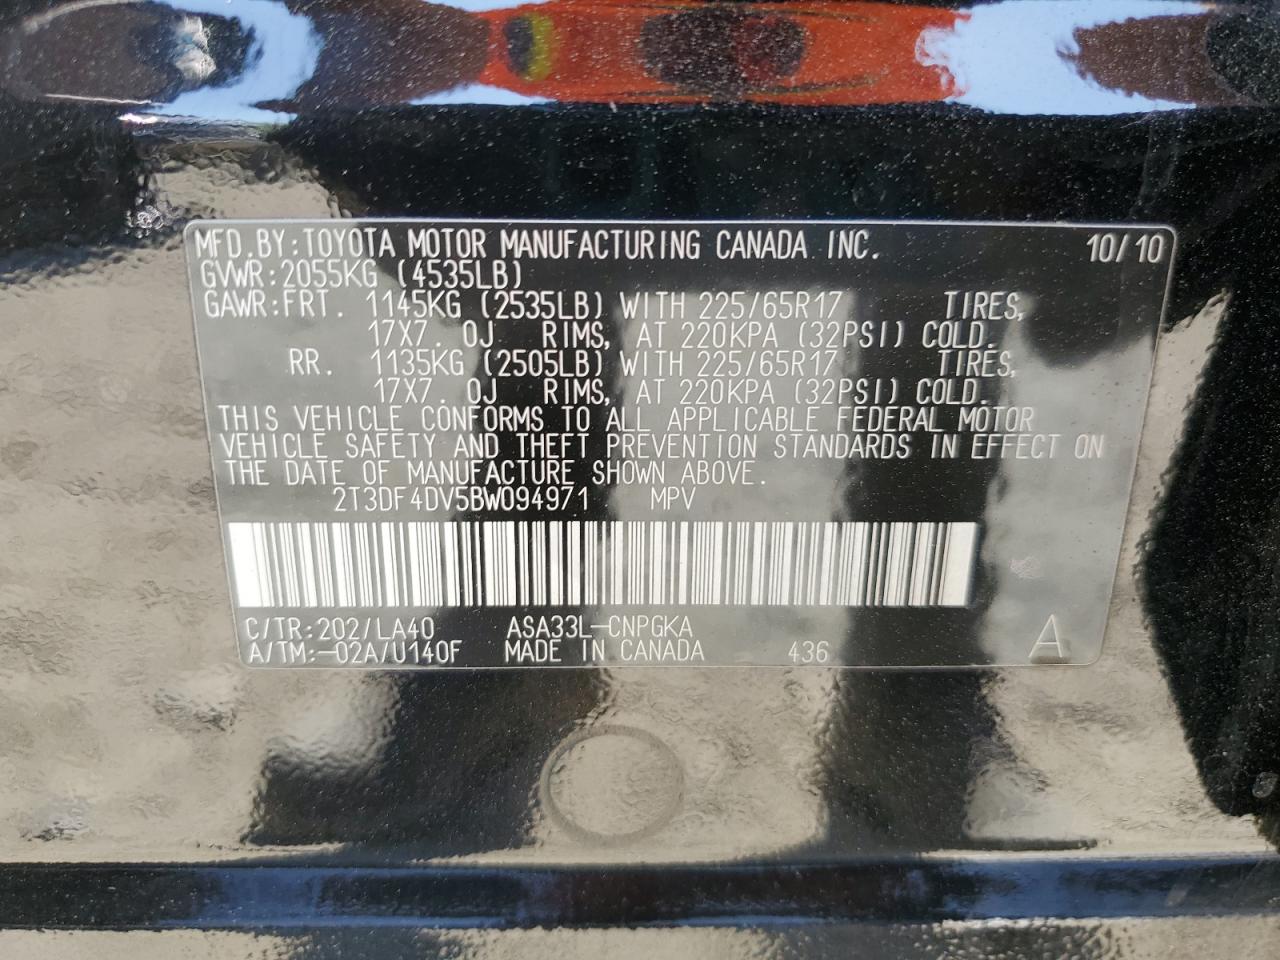 MFD.BY:TOYOTA MOTOR MANUFACTURING CANADA INC. 10/10
GVWR:2055KG (4535LB)
GAWR:FRT. 1145KG (2535LB) WITH 225/65R17 TIRES,
17X7.0J RIMS, AT 220KPA (32PSI) COLD.
RR. 1135KG (2505LB) WITH 225/65R17 TIRES,
17X7.0J RIMS, AT 220KPA (32PSI) COLD.
THIS VEHICLE CONFORMS TO ALL APPLICABLE FEDERAL MOTOR
VEHICLE SAFETY AND THEFT PREVENTION STANDARDS IN EFFECT ON
THE DATE OF MANUFACTURE SHOWN ABOVE.
2T3DF4DV5BW094971 MPV
C/TR:202/LA40 ASA33L-CNPGKA
A/TM:-02A/U140F MADE IN CANADA 436 A